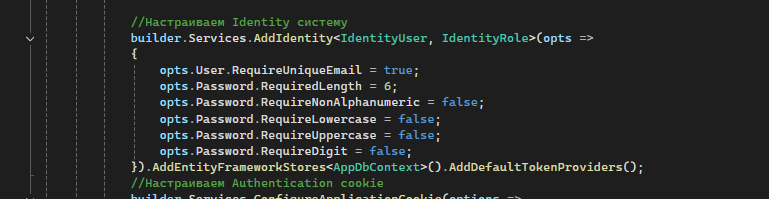 //Настраиваем Identity систему
builder.Services.AddIdentity<IdentityUser, IdentityRole>(opts =>
{
opts.User.RequireUniqueEmail = true;
opts.Password.RequiredLength = 6;
opts.Password.RequireNonAlphanumeric = false;
opts.Password.RequireLowercase = false;
opts.Password.RequireUppercase = false;
opts.Password.RequireDigit = false;
}).AddEntityFrameworkStores<AppDbContext>().AddDefaultTokenProviders();
//Настраиваем Authentication cookie
builder.Services.ConfigureApplicationCookie(options =>